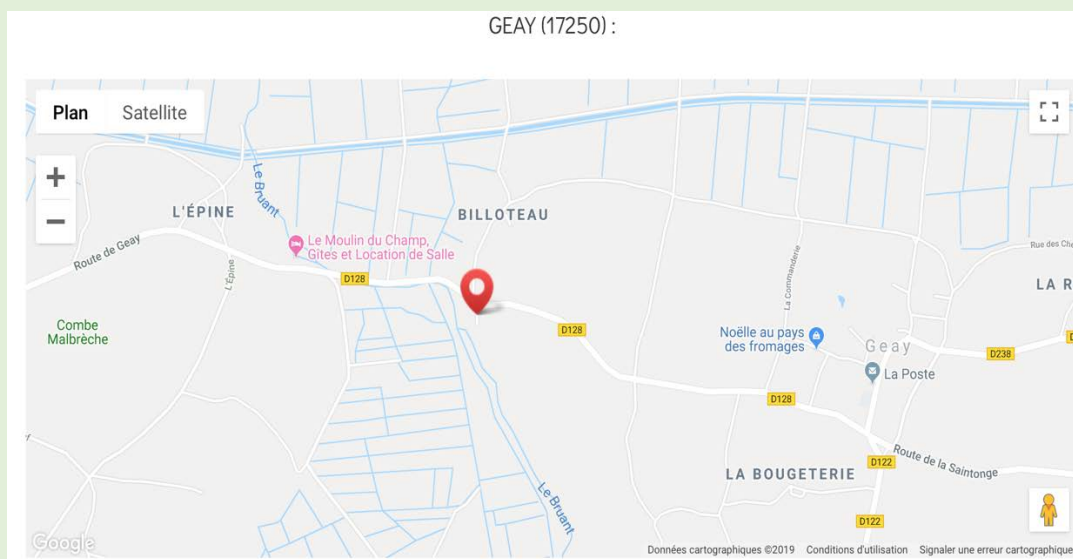 GEAY (17250) :
Plan Satellite
Le Bruant
L'ÉPINE
BILLOTEAU
Route de Geay
Le Moulin du Champ,
Gîtes et Location de Salle
L'Épine
D128
La Commanderie
Rue des Che
LA R
Combe
Malbrèche
D128
Noëlle au pays
des fromages
Geay
D238
La Poste
D128
Route de la Saintonge
D122
LA BOUGETERIE
Le Bruant
D122
Google
Données cartographiques ©2019 Conditions d'utilisation Signaler une erreur cartographique